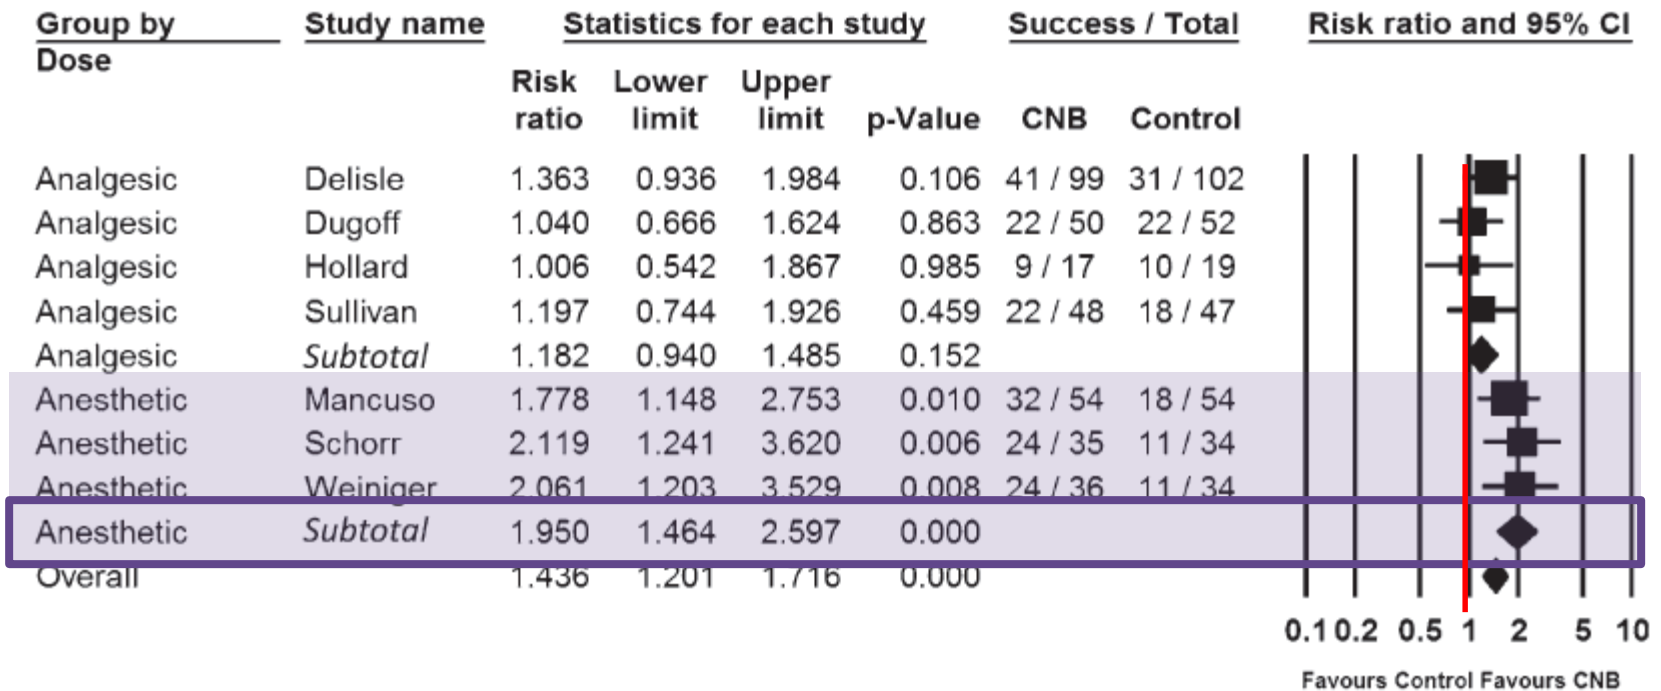 Group by Study name Statistics for each study Success / Total Risk ratio and 95% CI
Dose
Risk Lower Upper
ratio limit limit p-Value CNB Control
Analgesic Delisle 1.363 0.936 1.984 0.106 41 / 99 31 / 102
Analgesic Dugoff 1.040 0.666 1.624 0.863 22 / 50 22 / 52
Analgesic Hollard 1.006 0.542 1.867 0.985 9 / 17 10 / 19
Analgesic Sullivan 1.197 0.744 1.926 0.459 22 / 48 18 / 47
Analgesic Subtotal 1.182 0.940 1.485 0.152
Anesthetic Mancuso 1.778 1.148 2.753 0.010 32 / 54 18 / 54
Anesthetic Schorr 2.119 1.241 3.620 0.006 24 / 35 11 / 34
Anesthetic Weiniger 2.061 1.203 3.529 0.008 24 / 36 11 / 34
Anesthetic Subtotal 1.950 1.464 2.597 0.000
Overall 1.436 1.201 1.716 0.000
0.1 0.2 0.5 1 2 5 10
Favours Control Favours CNB